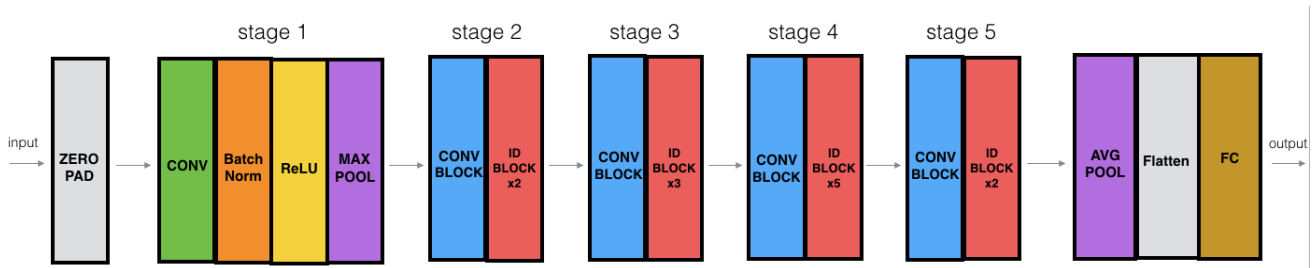 stage 1
stage 2
stage 3
stage 4
stage 5
input
ZERO
PAD
CONV
Batch
Norm
ReLU
MAX
POOL
CONV
BLOCK
ID
BLOCK
x2
CONV
BLOCK
ID
BLOCK
x3
CONV
BLOCK
ID
BLOCK
x5
CONV
BLOCK
ID
BLOCK
x2
AVG
POOL
Flatten
FC
output